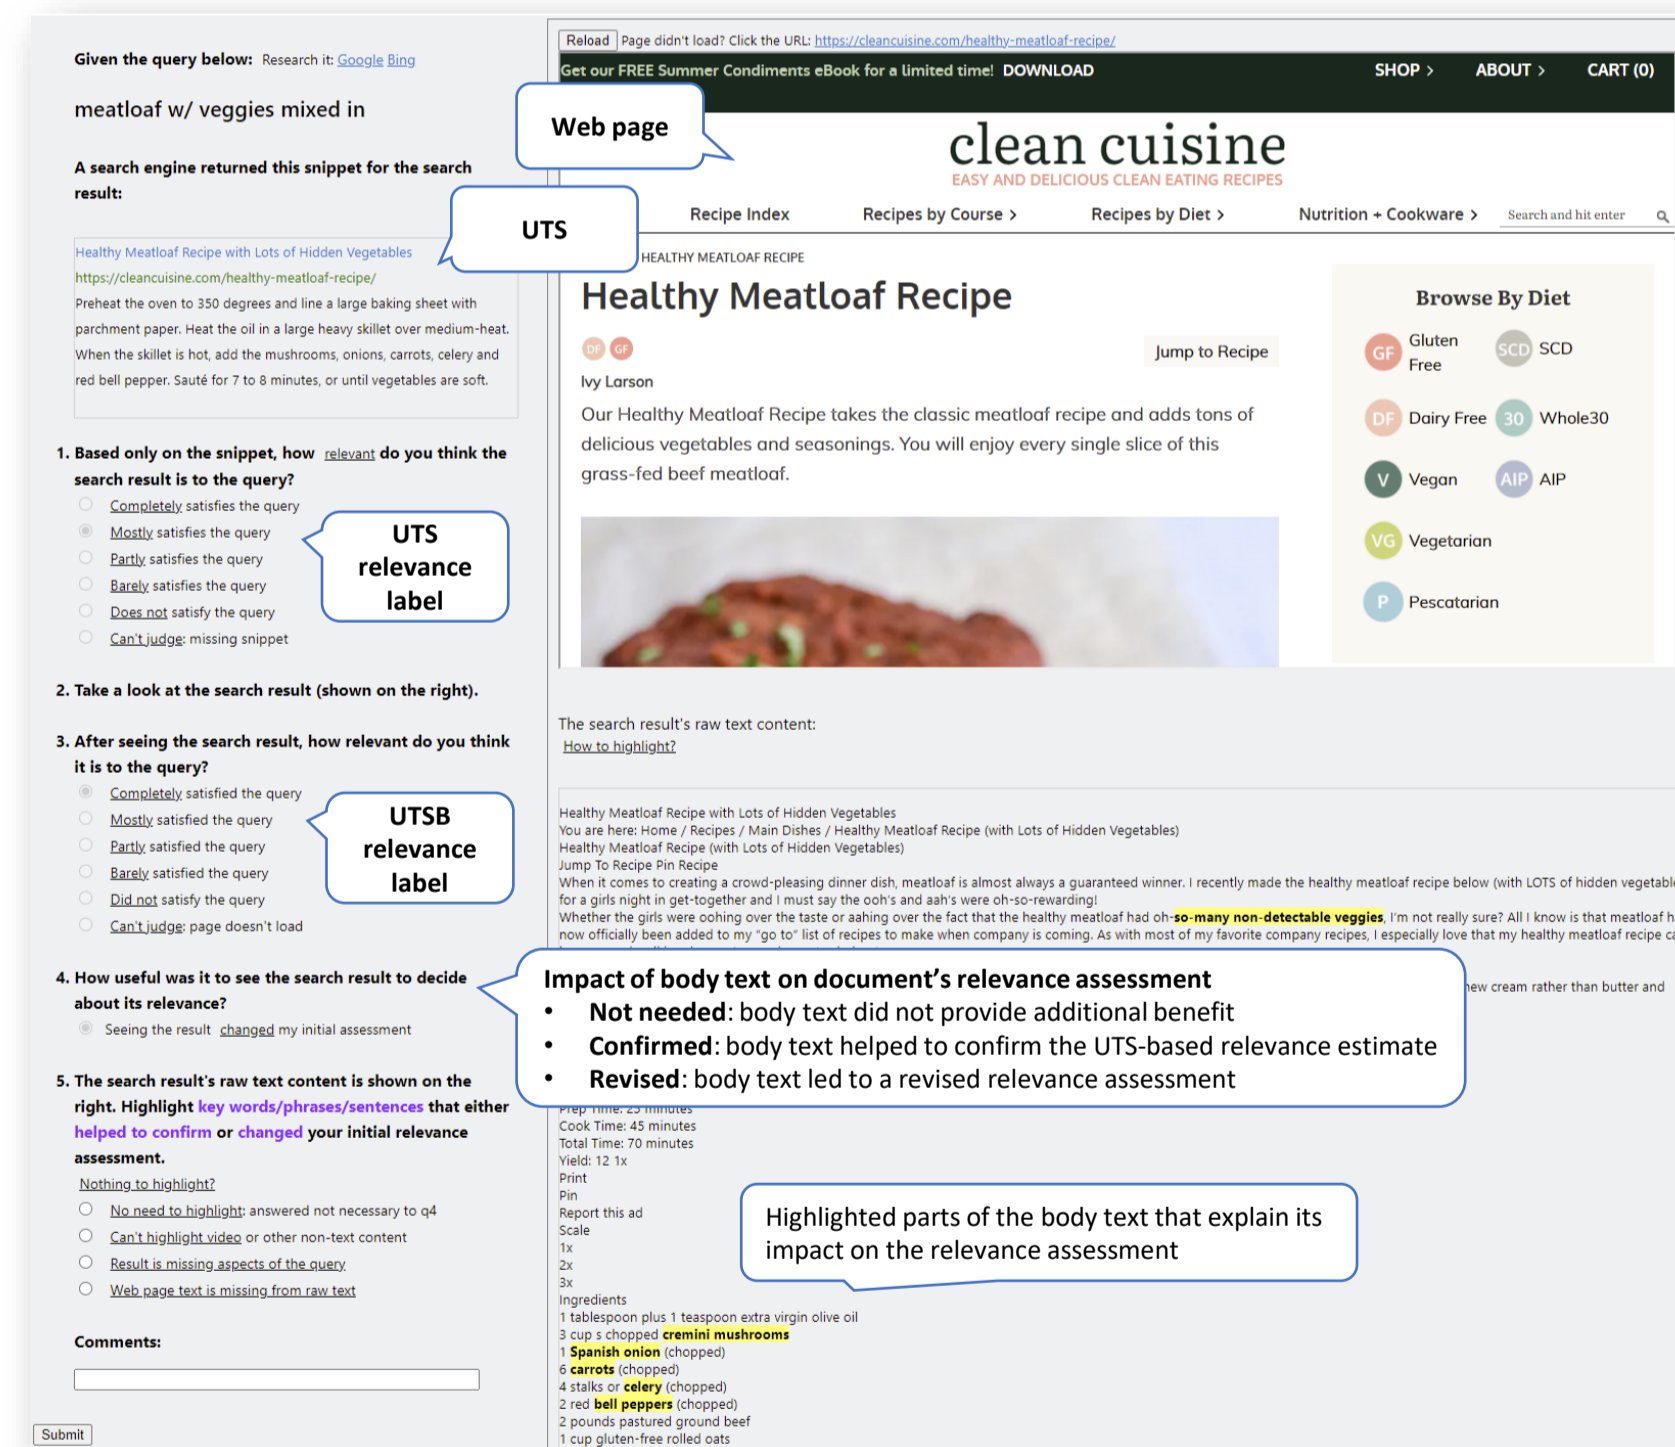 Given the query below: Research it: Google Bing
meatloaf w/ veggies mixed in
A search engine returned this snippet for the search
result:
UTS
Healthy Meatloaf Recipe with Lots of Hidden Vegetables
https://cleancuisine.com/healthy-meatloaf-recipe/
Preheat the oven to 350 degrees and line a large baking sheet with
parchment paper. Heat the oil in a large heavy skillet over medium-heat.
When the skillet is hot, add the mushrooms, onions, carrots, celery and
red bell pepper. Sauté for 7 to 8 minutes, or until vegetables are soft.
1. Based only on the snippet, how relevant do you think the
search result is to the query?
Completely satisfies the query
Mostly satisfies the query
Partly satisfies the query
Barely satisfies the query
Does not satisfy the query
Can't judge: missing snippet
UTS
relevance
label
2. Take a look at the search result (shown on the right).
3. After seeing the search result, how relevant do you think
it is to the query?
Completely satisfied the query
Mostly satisfied the query
Partly satisfied the query
Barely satisfied the query
Did not satisfy the query
Can't judge: page doesn't load
UTSB
relevance
label
4. How useful was it to see the search result to decide
about its relevance?
Seeing the result changed my initial assessment
5. The search result's raw text content is shown on the
right. Highlight key words/phrases/sentences that either
helped to confirm or changed your initial relevance
assessment.
Nothing to highlight?
No need to highlight: answered not necessary to q4
Can't highlight video or other non-text content
Result is missing aspects of the query
Web page text is missing from raw text
Comments:
Submit
Reload Page didn't load? Click the URL: https://cleancuisine.com/healthy-meatloaf-recipe/
Get our FREE Summer Condiments eBook for a limited time! DOWNLOAD
SHOP > ABOUT > CART (0)
Web page
clean cuisine
EASY AND DELICIOUS CLEAN EATING RECIPES
Recipe Index Recipes by Course > Recipes by Diet > Nutrition + Cookware > Search and hit enter
HEALTHY MEATLOAF RECIPE
Healthy Meatloaf Recipe
DF GF
Jump to Recipe
Ivy Larson
Our Healthy Meatloaf Recipe takes the classic meatloaf recipe and adds tons of
delicious vegetables and seasonings. You will enjoy every single slice of this
grass-fed beef meatloaf.
Browse By Diet
GF Gluten Free
SCD SCD
DF Dairy Free
30 Whole30
V Vegan
AIP AIP
VG Vegetarian
P Pescatarian
The search result's raw text content:
How to highlight?
Healthy Meatloaf Recipe with Lots of Hidden Vegetables
You are here: Home / Recipes / Main Dishes / Healthy Meatloaf Recipe (with Lots of Hidden Vegetables)
Healthy Meatloaf Recipe (with Lots of Hidden Vegetables)
Jump To Recipe Pin Recipe
When it comes to creating a crowd-pleasing dinner dish, meatloaf is almost always a guaranteed winner. I recently made the healthy meatloaf recipe below (with LOTS of hidden vegetable
for a girls night in get-together and I must say the ooh's and aah's were oh-so-rewarding!
Whether the girls were oohing over the taste or aahing over the fact that the healthy meatloaf had oh-so-many non-detectable veggies, I'm not really sure? All I know is that meatloaf h
now officially been added to my "go to" list of recipes to make when company is coming. As with most of my favorite company recipes, I especially love that my healthy meatloaf recipe ca
Impact of body text on document's relevance assessment
• Not needed: body text did not provide additional benefit
• Confirmed: body text helped to confirm the UTS-based relevance estimate
• Revised: body text led to a revised relevance assessment
new cream rather than butter and
Prep Time: 25 minutes
Cook Time: 45 minutes
Total Time: 70 minutes
Yield: 12 1x
Print
Pin
Report this ad
Scale
1x
2x
3x
Highlighted parts of the body text that explain its
impact on the relevance assessment
Ingredients
1 tablespoon plus 1 teaspoon extra virgin olive oil
3 cup s chopped cremini mushrooms
1 Spanish onion (chopped)
6 carrots (chopped)
4 stalks or celery (chopped)
2 red bell peppers (chopped)
2 pounds pastured ground beef
1 cup gluten-free rolled oats